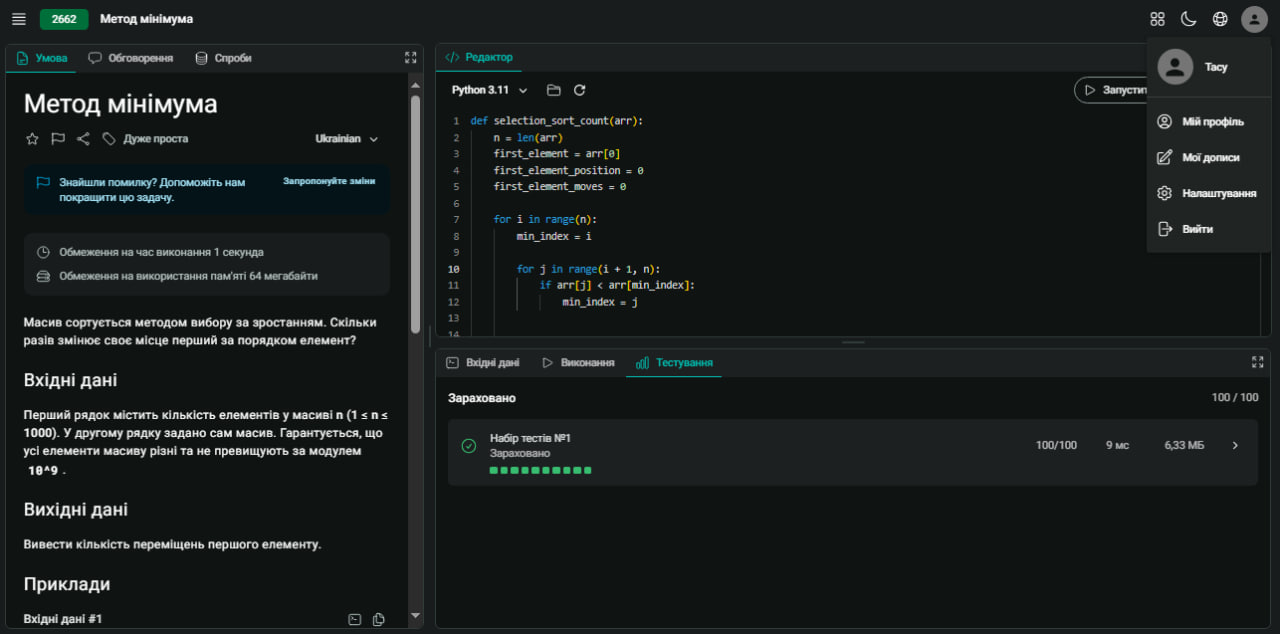 2662 Метод мінімума
Умова Обговорення Спроби
Метод мінімума
Дуже проста Ukrainian
Знайшли помилку? Допоможіть нам
покращити цю задачу.
Запропонуйте зміни
Обмеження на час виконання 1 секунда
Обмеження на використання пам'яті 64 мегабайти
Масив сортується методом вибору за зростанням. Скільки
разів змінює своє місце перший за порядком елемент?
Вхідні дані
Перший рядок містить кількість елементів у масиві n (1 ≤ n ≤
1000). У другому рядку задано сам масив. Гарантується, що
усі елементи масиву різні та не превищують за модулем
10^9 .
Вихідні дані
Вивести кількість переміщень першого елементу.
Приклади
Вхідні дані #1
Редактор
Python 3.11
Запустит
1 def selection_sort_count(arr):
2 n = len(arr)
3 first_element = arr[0]
4 first_element_position = 0
5 first_element_moves = 0
6
7 for i in range(n):
8 min_index = i
9
10 for j in range(i + 1, n):
11 if arr[j] < arr[min_index]:
12 min_index = j
13
14
Тасу
Мій профіль
Мої дописи
Налаштування
Вийти
Вхідні дані Виконання Тестування
Зараховано 100 / 100
Набір тестів №1
Зараховано
100/100 9 мс 6,33 МБ